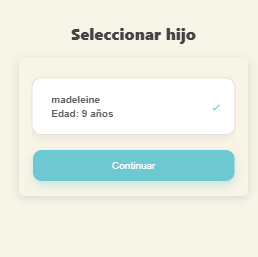 Seleccionar hijo
madeleine
Edad: 9 años
Continuar